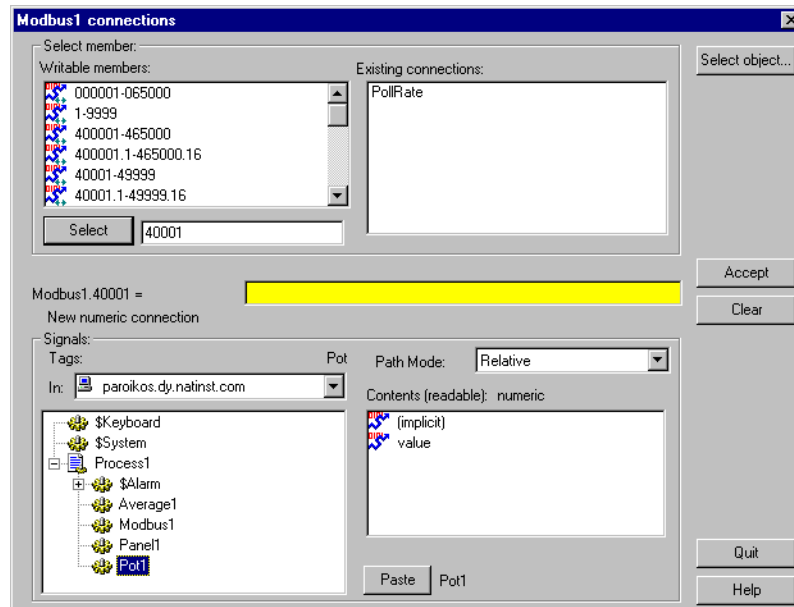 Modbus1 connections
Select member:
Writable members:
000001-065000
1-9999
400001-465000
400001.1-465000.16
40001-49999
40001.1-49999.16
Select
40001
Existing connections:
PollRate
Select object...
Accept
Clear
Modbus1.40001 =
New numeric connection
Signals:
Tags:
Pot
In:
paroikos.dy.natinst.com
$Keyboard
$System
Process1
$Alarm
Average1
Modbus1
Panel1
Pot1
Path Mode:
Relative
Contents (readable): numeric
(implicit)
value
Paste
Pot1
Quit
Help